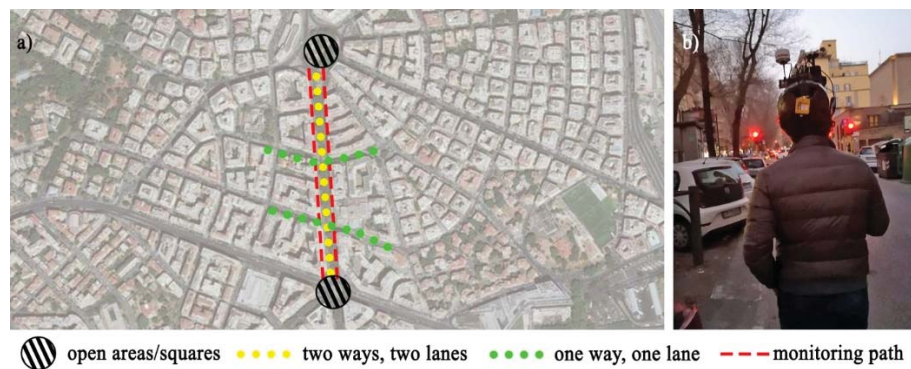 a)
b)
open areas/squares two ways, two lanes one way, one lane monitoring path